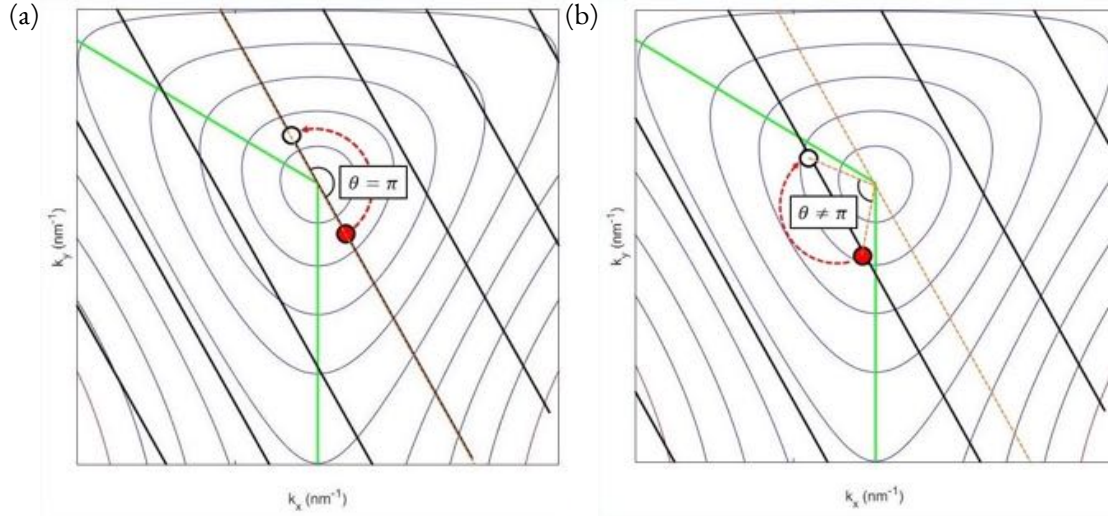 (a)
θ = π
k_y (nm⁻¹)
k_x (nm⁻¹)
(b)
θ ≠ π
k_y (nm⁻¹)
k_x (nm⁻¹)